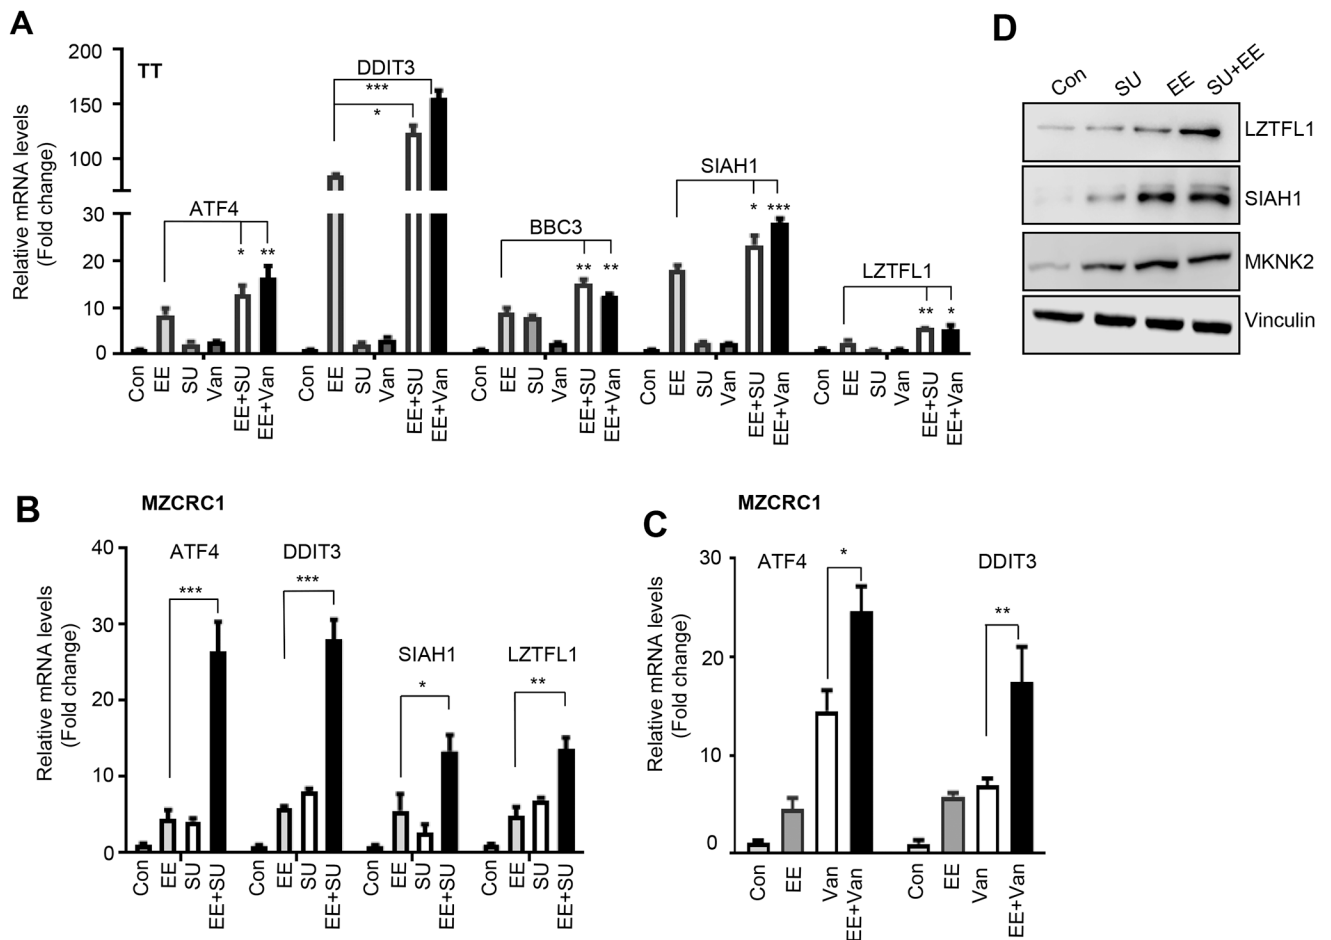 A
TT
Relative mRNA levels
(Fold change)
200
150
100
30
20
10
0
ATF4
* **
DDIT3
***
*
BBC3
** **
SIAH1
* ***
LZTFL1
** *
Con EE SU Van EE+SU EE+Van
Con EE SU Van EE+SU EE+Van
Con EE SU Van EE+SU EE+Van
Con EE SU Van EE+SU EE+Van
Con EE SU Van EE+SU EE+Van
D
Con SU EE SU+EE
LZTFL1
SIAH1
MKNK2
Vinculin
B
MZCRC1
Relative mRNA levels
(Fold change)
40
30
20
10
0
ATF4
***
DDIT3
***
SIAH1
*
LZTFL1
**
Con EE SU EE+SU
Con EE SU EE+SU
Con EE SU EE+SU
Con EE SU EE+SU
C
MZCRC1
Relative mRNA levels
(Fold change)
30
20
10
0
ATF4
*
DDIT3
**
Con EE Van EE+Van
Con EE Van EE+Van